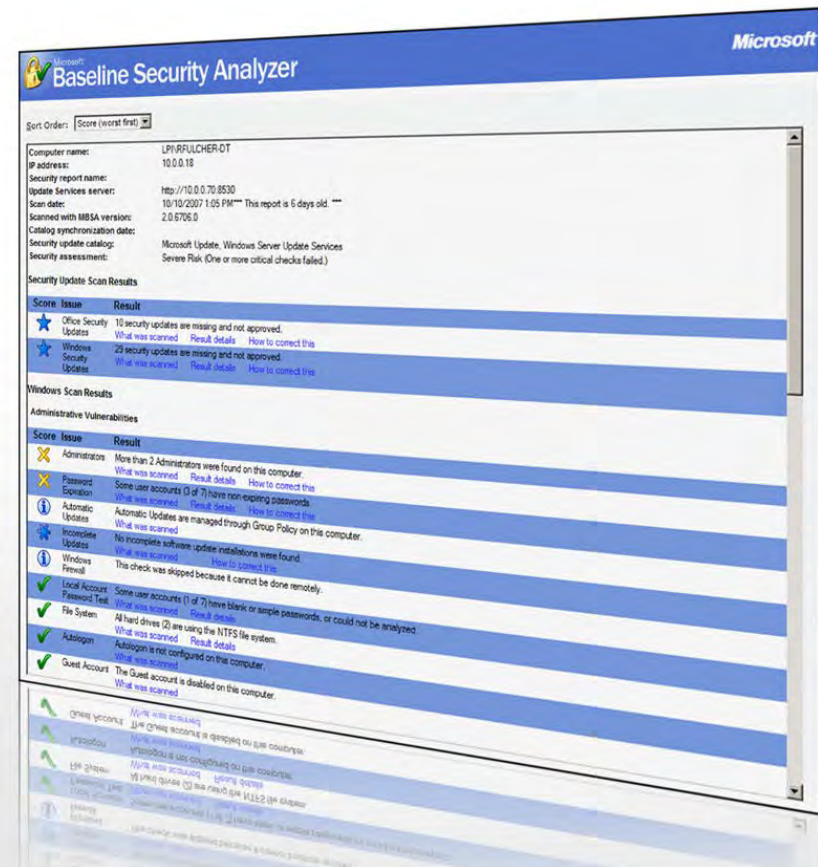 Microsoft
Microsoft
Baseline Security Analyzer
Sort Order: Score (worst first)
Computer name: LPI\RFULCHER-DT
IP address: 10.0.0.18
Security report name:
Update Services server: http://10.0.0.70:8530
Scan date: 10/10/2007 1:05 PM*** This report is 6 days old. ***
Scanned with MBSA version: 2.0.6706.0
Catalog synchronization date:
Security update catalog: Microsoft Update, Windows Server Update Services
Security assessment: Severe Risk (One or more critical checks failed.)
Security Update Scan Results
Score Issue Result
Office Security Updates 10 security updates are missing and not approved.
What was scanned Result details How to correct this
Windows Security Updates 29 security updates are missing and not approved.
What was scanned Result details How to correct this
Windows Scan Results
Administrative Vulnerabilities
Score Issue Result
Administrators More than 2 Administrators were found on this computer.
What was scanned Result details How to correct this
Password Expiration Some user accounts (3 of 7) have non-expiring passwords.
What was scanned Result details How to correct this
Automatic Updates Automatic Updates are managed through Group Policy on this computer.
What was scanned
Incomplete Updates No incomplete software update installations were found.
What was scanned How to correct this
Windows Firewall This check was skipped because it cannot be done remotely.
Local Account Password Test Some user accounts (1 of 7) have blank or simple passwords, or could not be analyzed.
What was scanned Result details
File System All hard drives (2) are using the NTFS file system.
What was scanned Result details
Autologon Autologon is not configured on this computer.
What was scanned
Guest Account The Guest account is disabled on this computer.
What was scanned